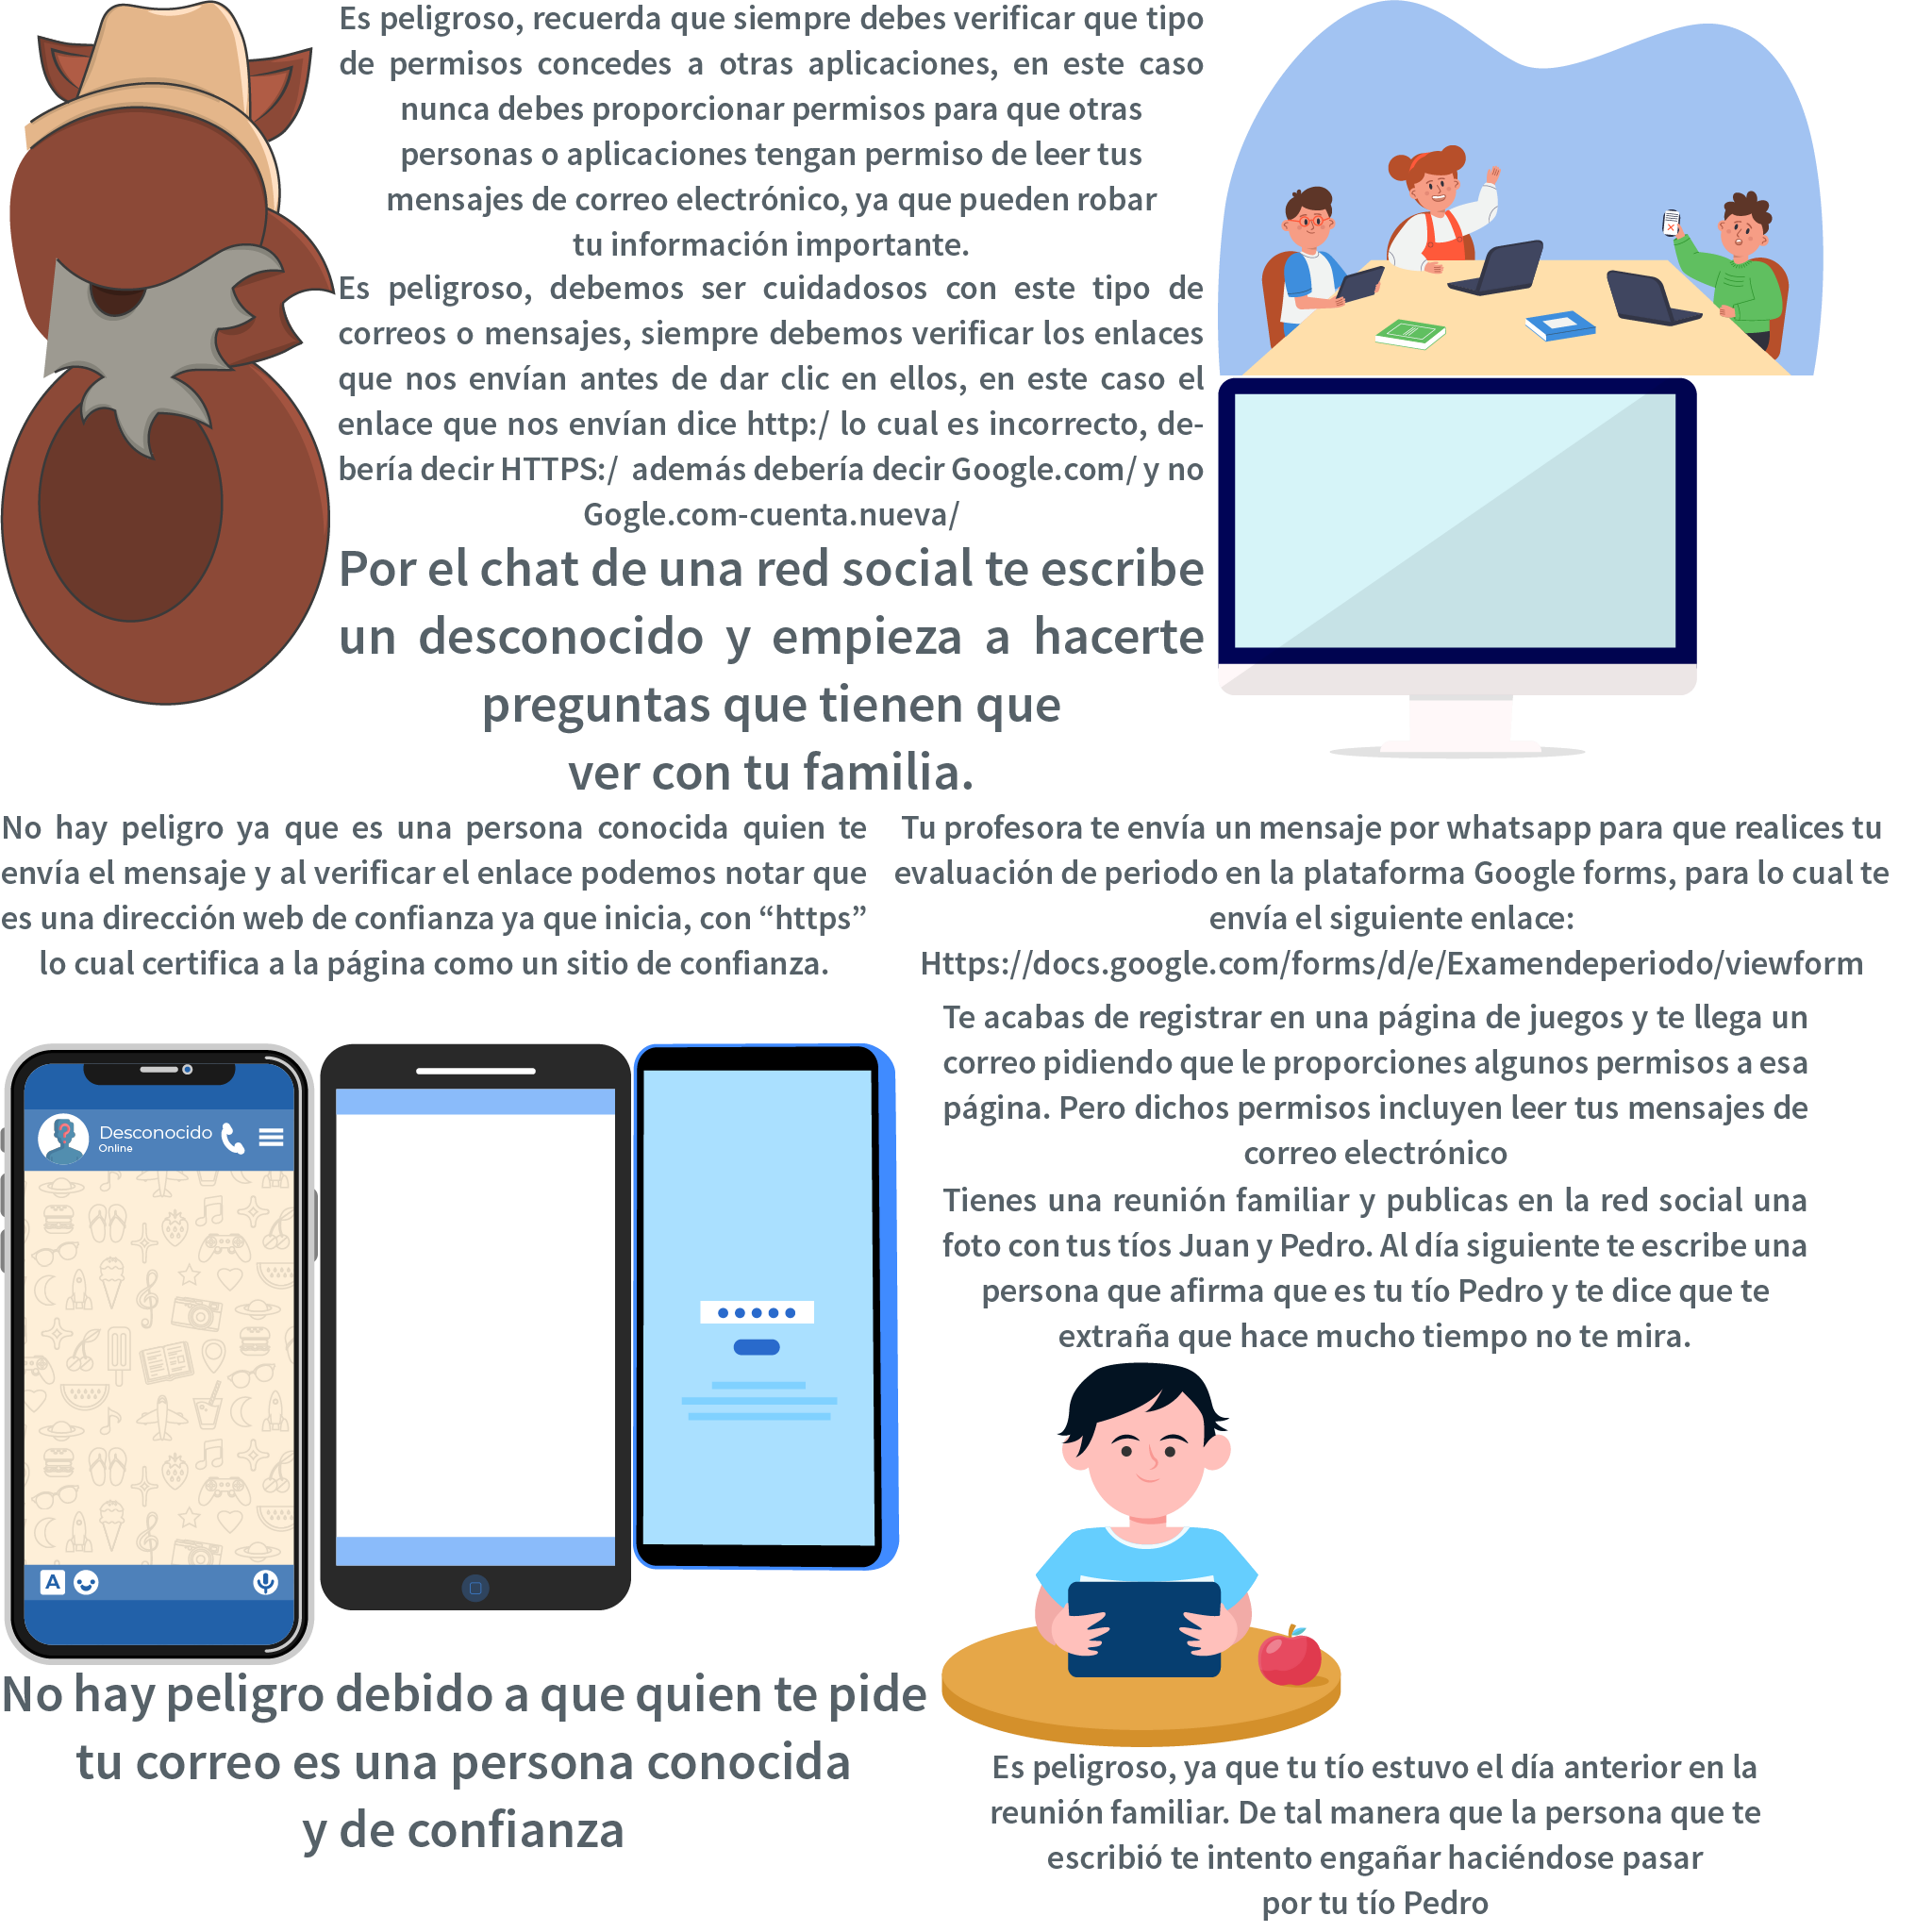 Es peligroso, recuerda que siempre debes verificar que tipo
de permisos concedes a otras aplicaciones, en este caso
nunca debes proporcionar permisos para que otras
personas o aplicaciones tengan permiso de leer tus
mensajes de correo electrónico, ya que pueden robar
tu información importante.
Es peligroso, debemos ser cuidadosos con este tipo de
correos o mensajes, siempre debemos verificar los enlaces
que nos envían antes de dar clic en ellos, en este caso el
enlace que nos envían dice http:/ lo cual es incorrecto, de-
bería decir HTTPS:/ además debería decir Google.com/ y no
Gogle.com-cuenta.nueva/
Por el chat de una red social te escribe
un desconocido y empieza a hacerte
preguntas que tienen que
ver con tu familia.
No hay peligro ya que es una persona conocida quien te
envía el mensaje y al verificar el enlace podemos notar que
es una dirección web de confianza ya que inicia, con “https”
lo cual certifica a la página como un sitio de confianza.
Tu profesora te envía un mensaje por whatsapp para que realices tu
evaluación de periodo en la plataforma Google forms, para lo cual te
envía el siguiente enlace:
Https://docs.google.com/forms/d/e/Examendeperiodo/viewform
Te acabas de registrar en una página de juegos y te llega un
correo pidiendo que le proporciones algunos permisos a esa
página. Pero dichos permisos incluyen leer tus mensajes de
correo electrónico
Tienes una reunión familiar y publicas en la red social una
foto con tus tíos Juan y Pedro. Al día siguiente te escribe una
persona que afirma que es tu tío Pedro y te dice que te
extraña que hace mucho tiempo no te mira.
Desconocido
Online
A
No hay peligro debido a que quien te pide
tu correo es una persona conocida
y de confianza
Es peligroso, ya que tu tío estuvo el día anterior en la
reunión familiar. De tal manera que la persona que te
escribió te intento engañar haciéndose pasar
por tu tío Pedro